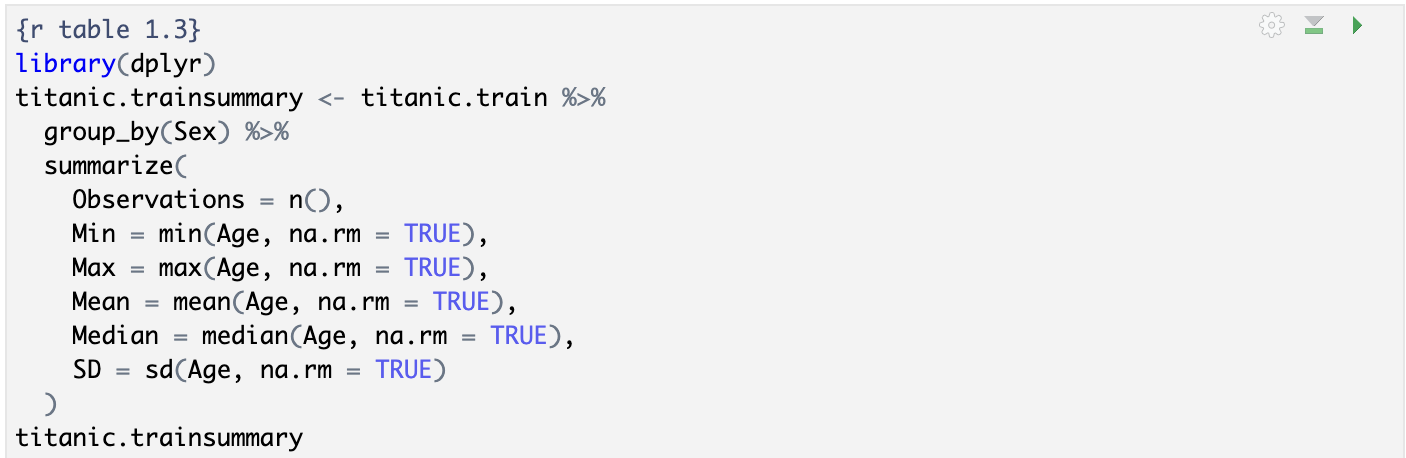 {r table 1.3}
library(dplyr)
titanic.trainsummary <- titanic.train %>%
  group_by(Sex) %>%
  summarize(
    Observations = n(),
    Min = min(Age, na.rm = TRUE),
    Max = max(Age, na.rm = TRUE),
    Mean = mean(Age, na.rm = TRUE),
    Median = median(Age, na.rm = TRUE),
    SD = sd(Age, na.rm = TRUE)
  )
titanic.trainsummary